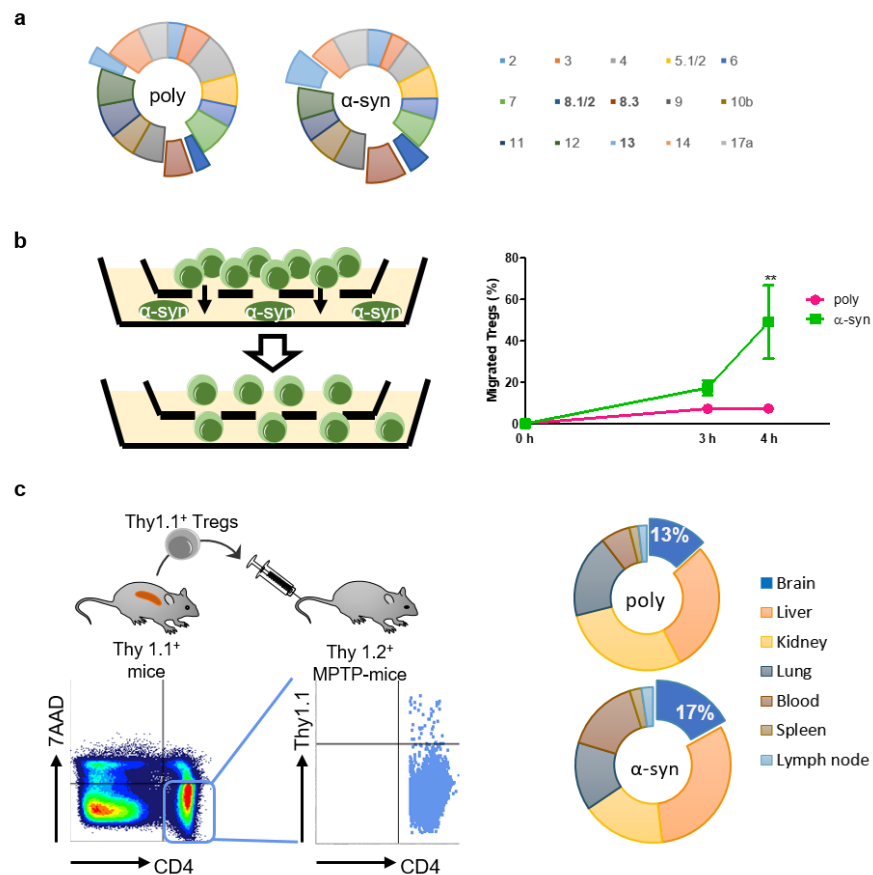 a
poly
α-syn
2 3 4 5.1/2 6
7 8.1/2 8.3 9 10b
11 12 13 14 17a
b
α-syn α-syn α-syn
Migrated Tregs (%)
80
60
40
20
0
0 h 3 h 4 h
**
poly
α-syn
c
Thy1.1+ Tregs
Thy 1.1+
mice
Thy 1.2+
MPTP-mice
7AAD
CD4
Thy1.1
CD4
13%
poly
17%
α-syn
Brain
Liver
Kidney
Lung
Blood
Spleen
Lymph node